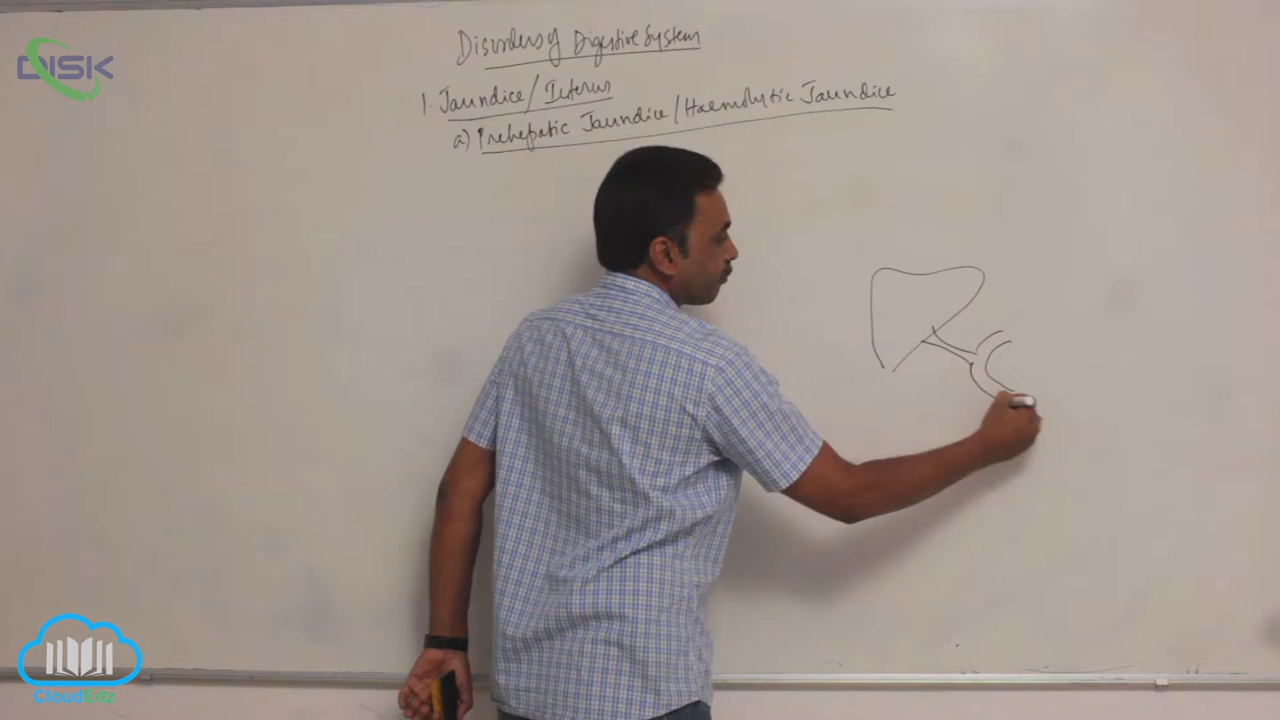 DISK
Disorders of Digestive System
1. Jaundice / Icterus
a) Prehepatic Jaundice / Haemolytic Jaundice
CloudEdz